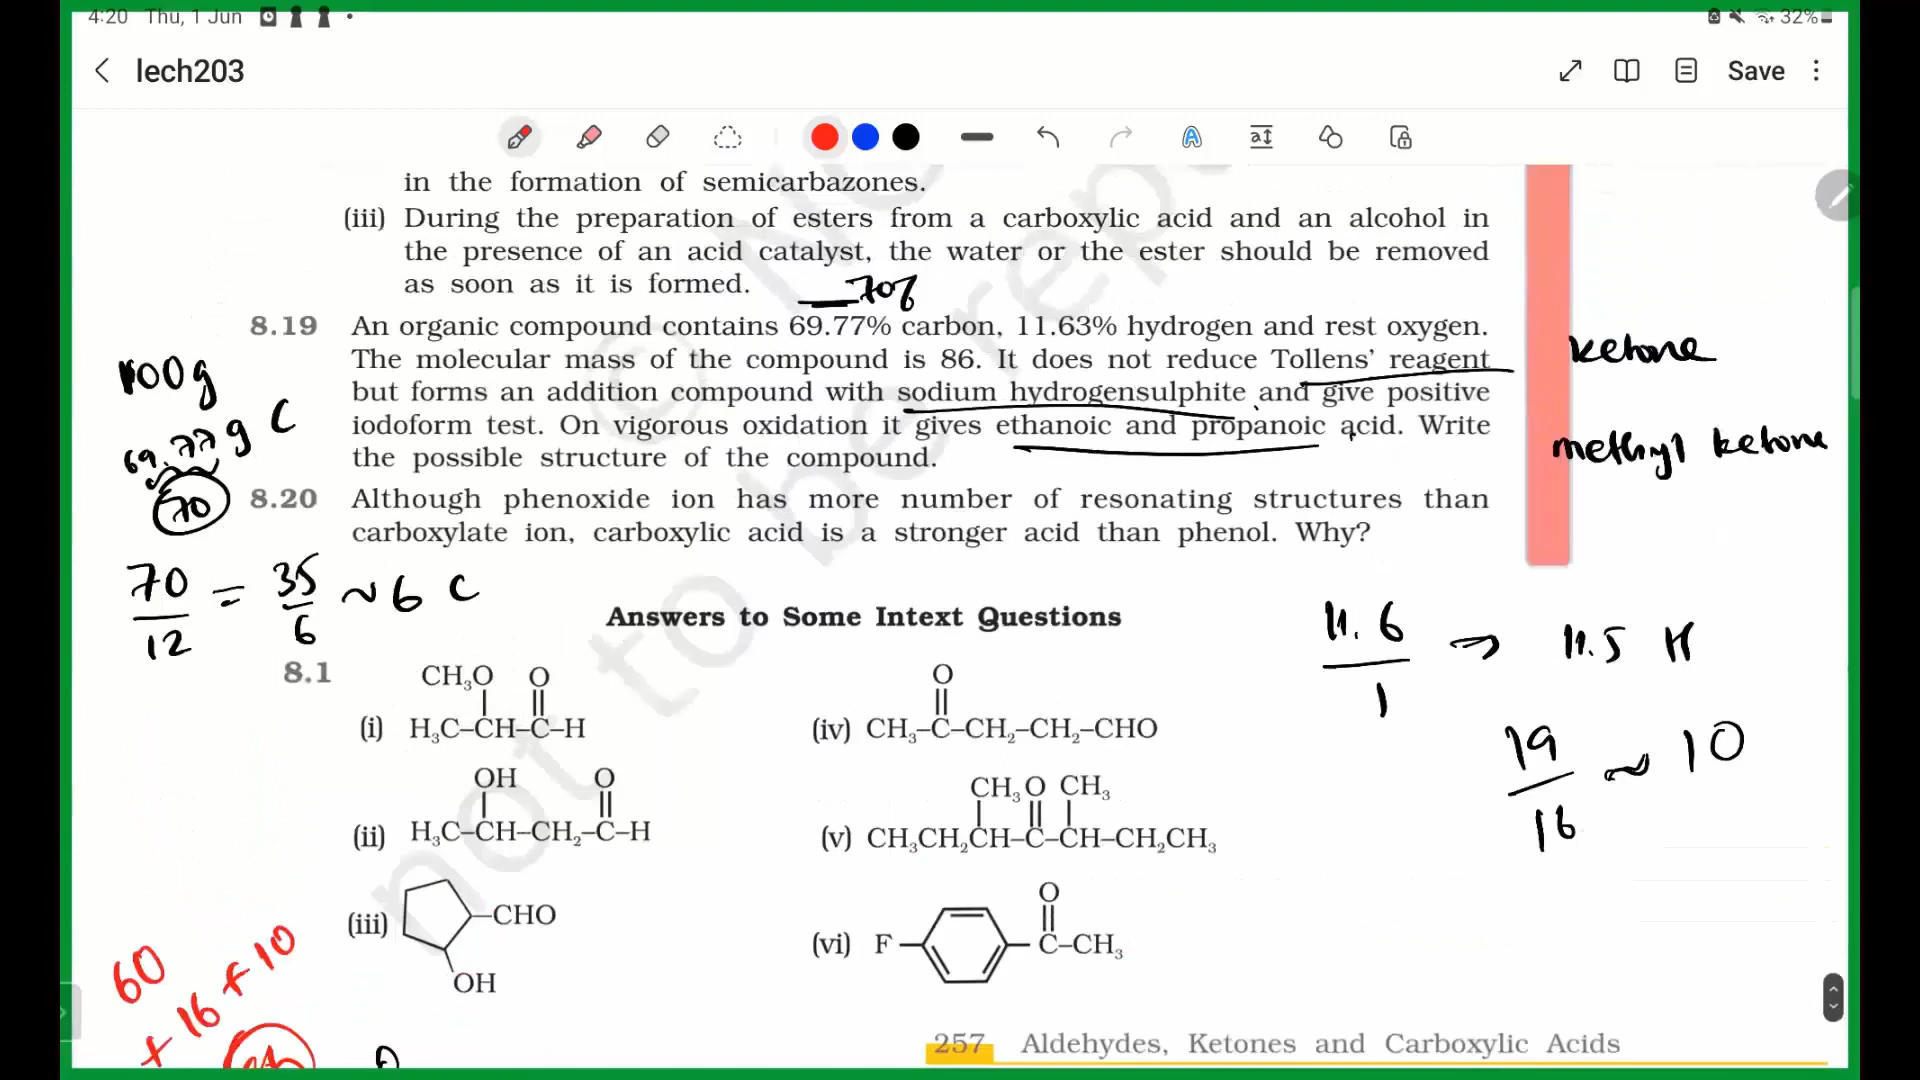 4:20 Thu, 1 Jun
32%
lech203
Save
in the formation of semicarbazones.
(iii) During the preparation of esters from a carboxylic acid and an alcohol in
the presence of an acid catalyst, the water or the ester should be removed
as soon as it is formed.
70%
8.19 An organic compound contains 69.77% carbon, 11.63% hydrogen and rest oxygen.
The molecular mass of the compound is 86. It does not reduce Tollens' reagent
but forms an addition compound with sodium hydrogensulphite and give positive
iodoform test. On vigorous oxidation it gives ethanoic and propanoic acid. Write
the possible structure of the compound.
ketone
methyl ketone
100g
69.77g C
70
8.20 Although phenoxide ion has more number of resonating structures than
carboxylate ion, carboxylic acid is a stronger acid than phenol. Why?
70/12 = 35/6 ~ 6 C
11.6/1 ⇒ 11.5 H
19/16 ~ 10
Answers to Some Intext Questions
8.1
CH₃O O
(i) H₃C–CH–C–H
O
(iv) CH₃–C–CH₂–CH₂–CHO
OH O
(ii) H₃C–CH–CH₂–C–H
CH₃ O CH₃
(v) CH₃CH₂CH–C–CH–CH₂CH₃
(iii) CHO
OH
O
(vi) F C–CH₃
60
+ 16 + 10
257 Aldehydes, Ketones and Carboxylic Acids
not to be rep